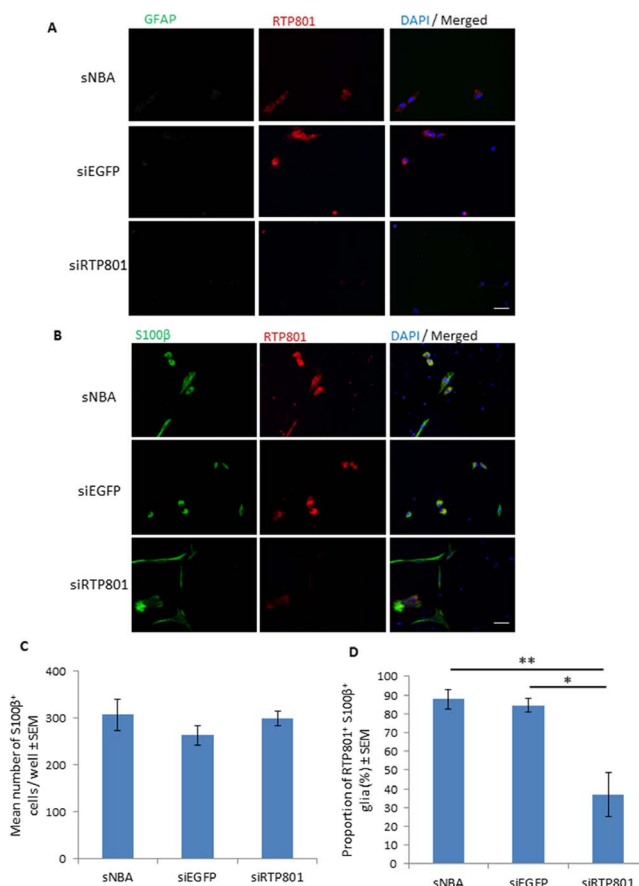 A
GFAP RTP801 DAPI / Merged
sNBA
siEGFP
siRTP801
B
S100β RTP801 DAPI / Merged
sNBA
siEGFP
siRTP801
C
Mean number of S100β⁺
cells / well ± SEM
400
300
200
100
0
sNBA siEGFP siRTP801
D
Proportion of RTP801⁺ S100β⁺
glia (%) ± SEM
**
*
100
90
80
70
60
50
40
30
20
10
0
sNBA siEGFP siRTP801